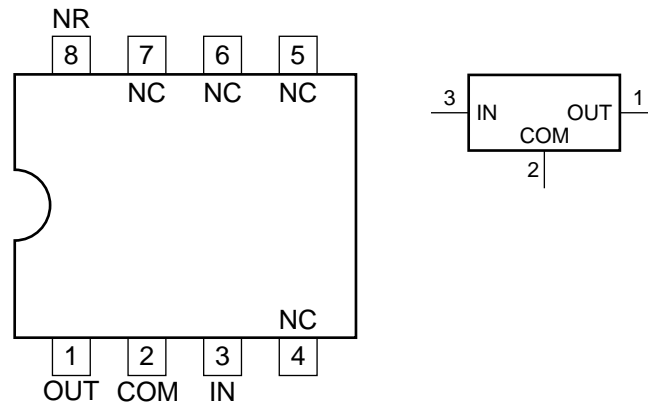 NR
8 7 6 5
NC NC NC
3 IN OUT 1
COM
2
NC
1 2 3 4
OUT COM IN